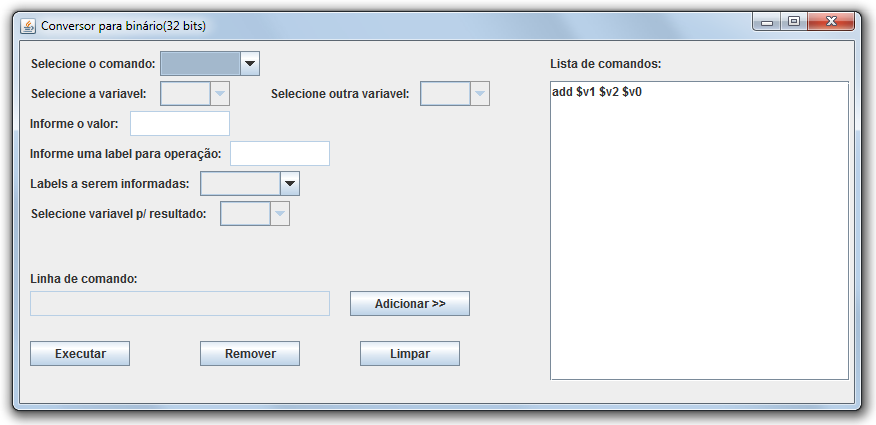 Conversor para binário(32 bits)
Selecione o comando:
Selecione a variavel:
Selecione outra variavel:
Informe o valor:
Informe uma label para operação:
Labels a serem informadas:
Selecione variavel p/ resultado:
Linha de comando:
Adicionar >>
Executar
Remover
Limpar
Lista de comandos:
add $v1 $v2 $v0